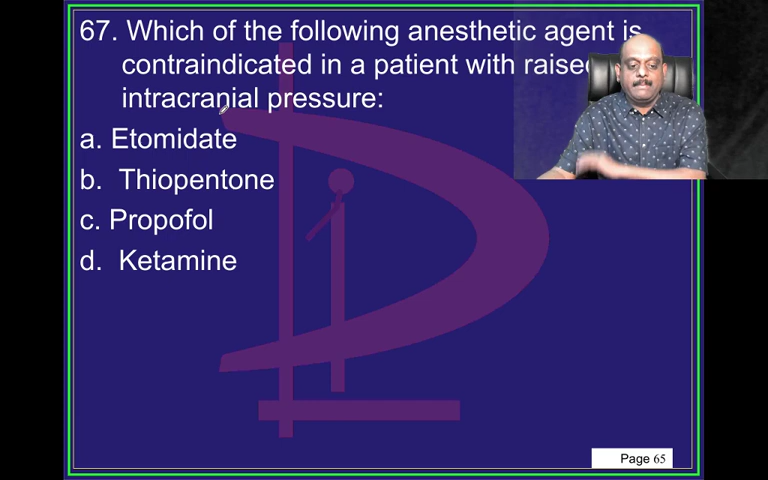 67. Which of the following anesthetic agent is
contraindicated in a patient with raised
intracranial pressure:
a. Etomidate
b. Thiopentone
c. Propofol
d. Ketamine
Page 65